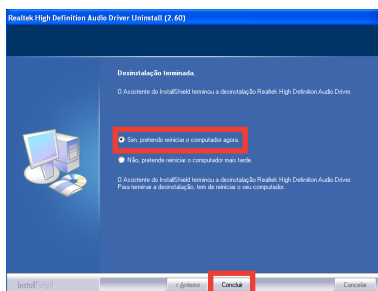 Realtek High Definition Audio Driver Uninstall (2.60)
Desinstalação terminada.
O Assistente do InstallShield terminou a desinstalação Realtek High Definition Audio Driver.
Sim, pretendo reiniciar o computador agora.
Não, pretende reiniciar o computador mais tarde.
O Assistente do InstallShield terminou a desinstalação Realtek High Definition Audio Driver.
Para terminar a desinstalação, tem de reiniciar o seu computador.
InstallShield
< Anterior Concluir Cancelar